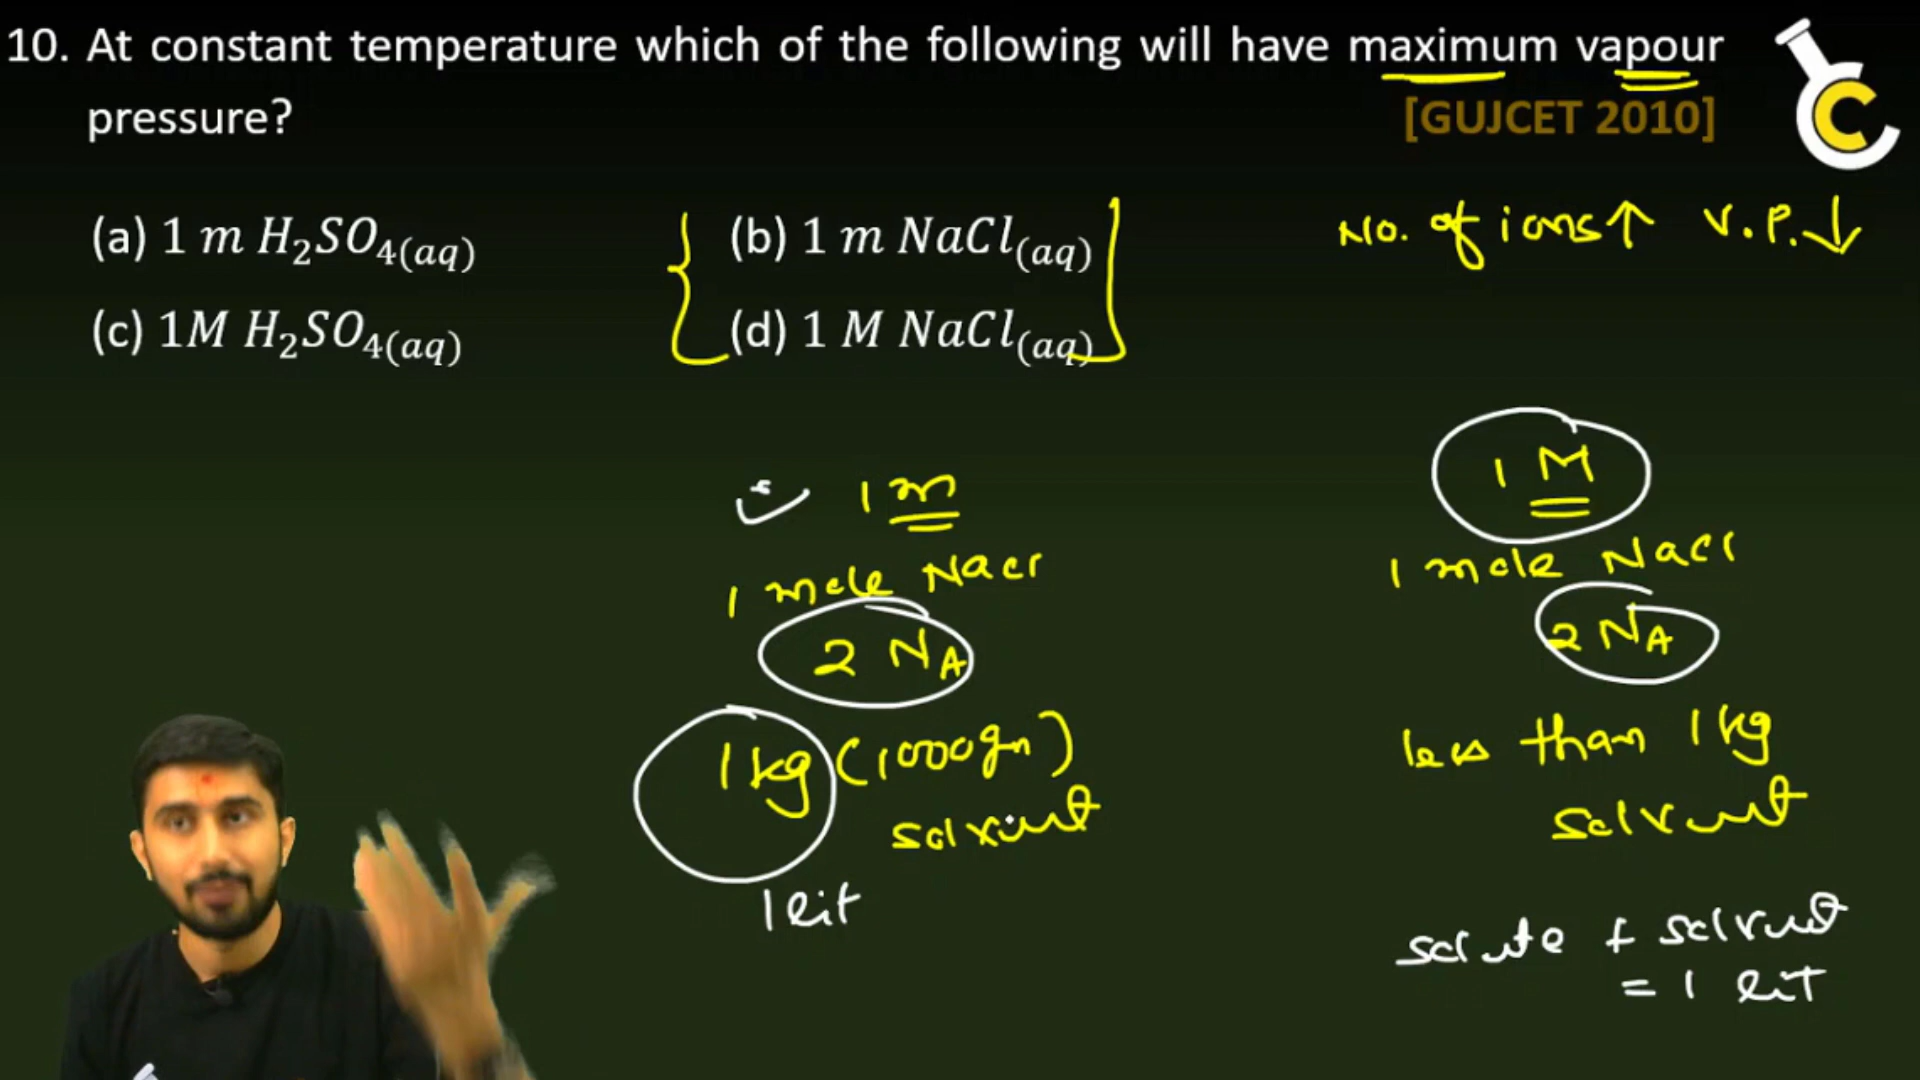 10. At constant temperature which of the following will have maximum vapour
pressure?
[GUJCET 2010]
(a) 1 m H₂SO₄(aq)
(b) 1 m NaCl(aq)
(c) 1M H₂SO₄(aq)
(d) 1 M NaCl(aq)
No. of ions↑ V.P.↓
1 m
1 mole NaCl
2 NA
1 kg (1000gm)
solvent
1 lit
1 M
1 mole NaCl
2 NA
less than 1 kg
solvent
solute + solvent
= 1 lit
C